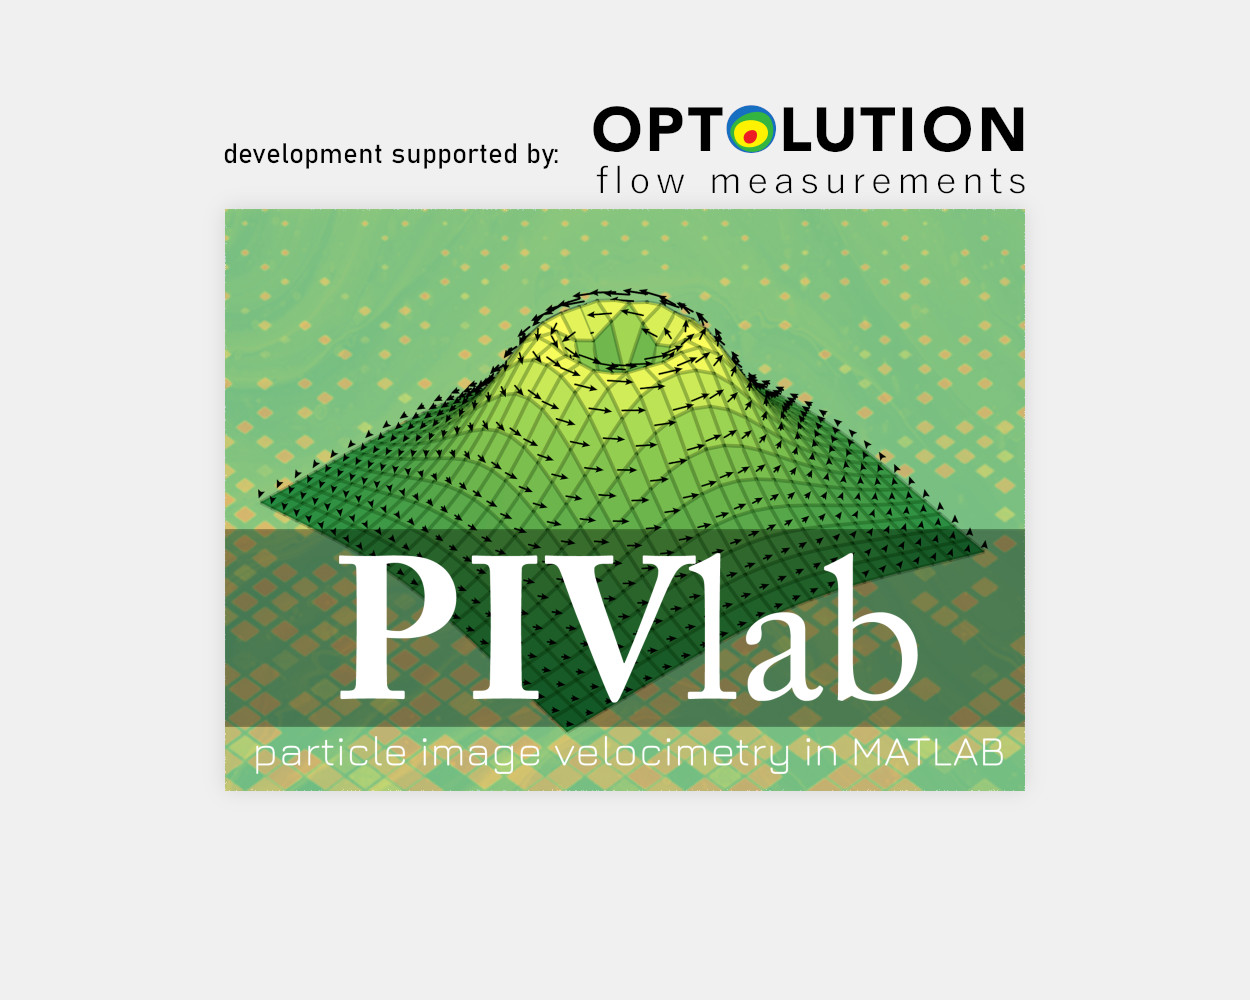 development supported by:
OPTOLUTION
flow measurements
PIVlab
particle image velocimetry in MATLAB